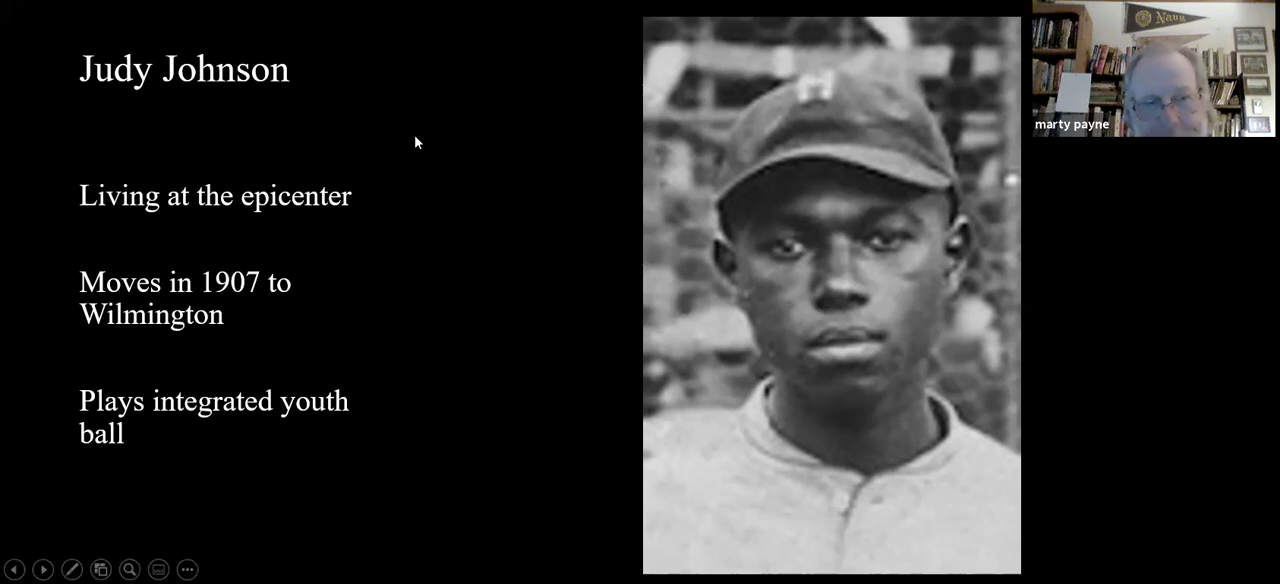 Judy Johnson
Living at the epicenter
Moves in 1907 to
Wilmington
Plays integrated youth
ball
H
Navy
marty payne